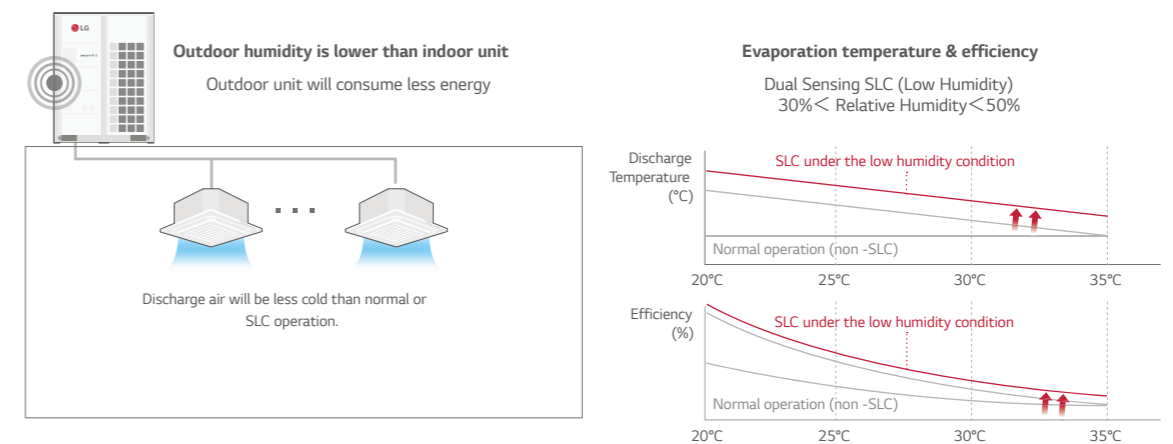 LG
Outdoor humidity is lower than indoor unit
Outdoor unit will consume less energy
Discharge air will be less cold than normal or
SLC operation.
Evaporation temperature & efficiency
Dual Sensing SLC (Low Humidity)
30%< Relative Humidity<50%
Discharge
Temperature
(°C)
SLC under the low humidity condition
Normal operation (non -SLC)
20°C 25°C 30°C 35°C
Efficiency
(%)
SLC under the low humidity condition
Normal operation (non -SLC)
20°C 25°C 30°C 35°C